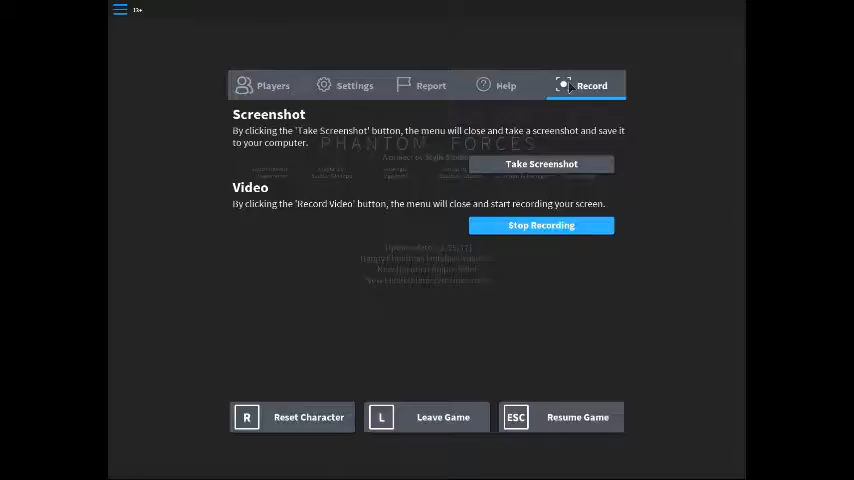 13+
Players Settings Report Help Record
Screenshot
By clicking the 'Take Screenshot' button, the menu will close and take a screenshot and save it
to your computer.
PHANTOM FORCES
Take Screenshot
Video
By clicking the 'Record Video' button, the menu will close and start recording your screen.
Stop Recording
R Reset Character L Leave Game ESC Resume Game